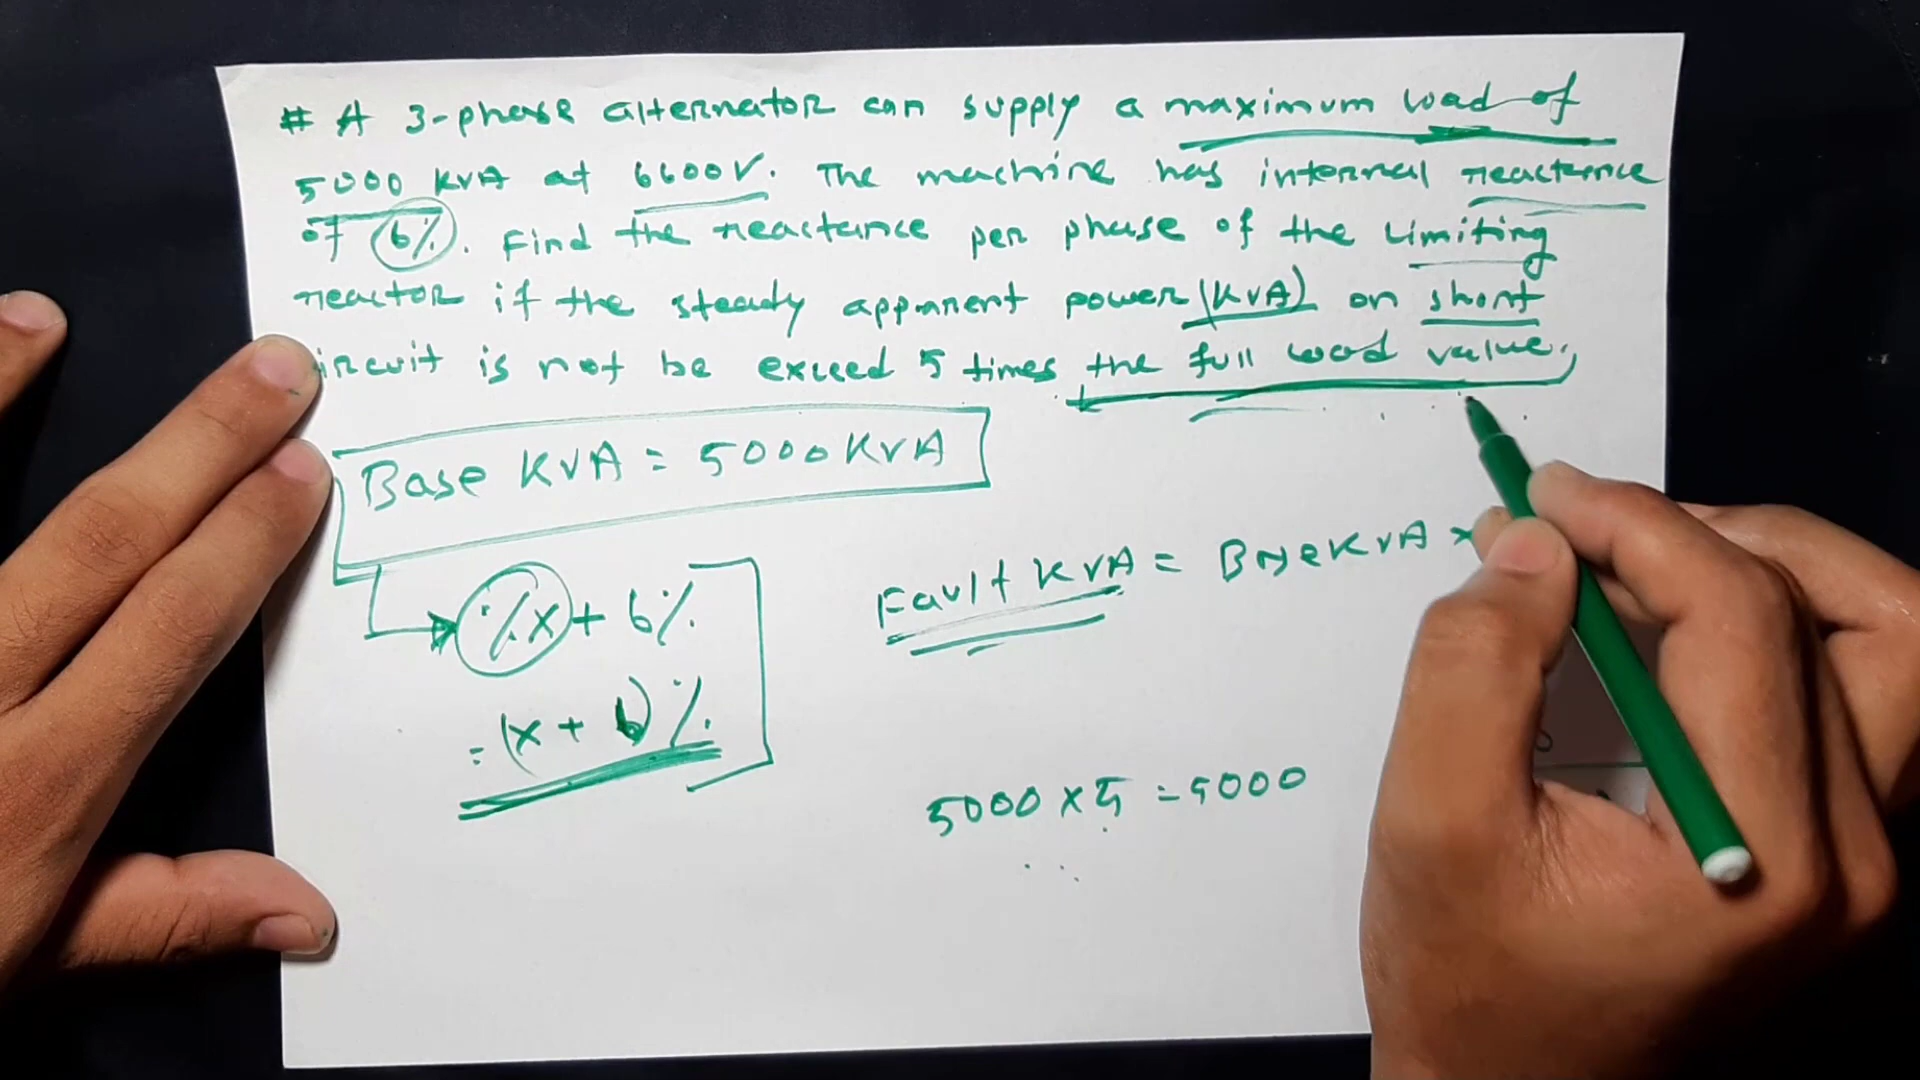 # A 3-phase alternator can supply a maximum load of
5000 KVA at 6600V. The machine has internal reactance
of 6%. Find the reactance per phase of the limiting
reactor if the steady apparent power (KVA) on short
circuit is not be exceed 5 times the full load value.
Base KVA = 5000KVA
%X + 6%
Fault KVA = Base KVA ×
= (X + 6) %.
5000 × 5 = 5000